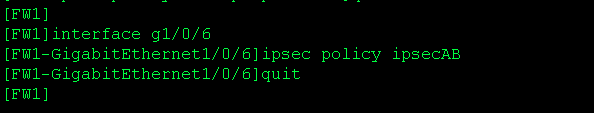 [FW1]
[FW1]interface g1/0/6
[FW1-GigabitEthernet1/0/6]ipsec policy ipsecAB
[FW1-GigabitEthernet1/0/6]quit
[FW1]